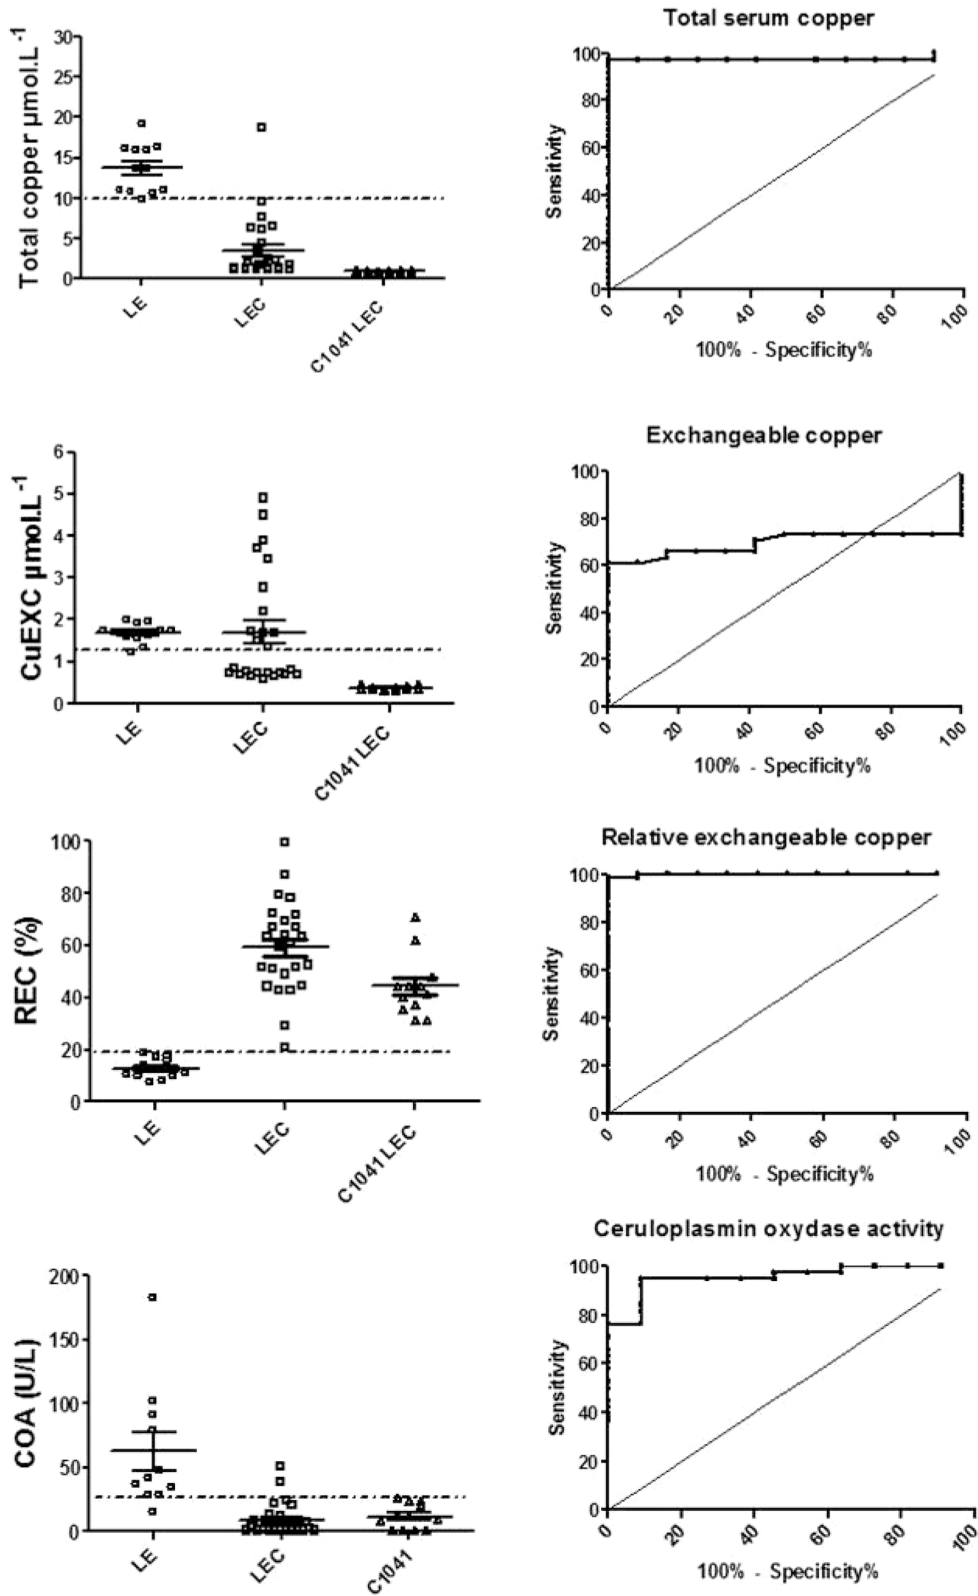 Total serum copper
Total copper µmol.L-1
30
25
20
15
10
5
0
LE
LEC
C1041 LEC
Sensitivity
100
80
60
40
20
0
0 20 40 60 80 100
100% - Specificity%
Exchangeable copper
CuEXC µmol.L-1
6
5
4
3
2
1
0
LE
LEC
C1041 LEC
Sensitivity
100
80
60
40
20
0
0 20 40 60 80 100
100% - Specificity%
Relative exchangeable copper
REC (%)
100
80
60
40
20
0
LE
LEC
C1041 LEC
Sensitivity
100
80
60
40
20
0
0 20 40 60 80 100
100% - Specificity%
Ceruloplasmin oxydase activity
COA (U/L)
200
150
100
50
0
LE
LEC
C1041
Sensitivity
100
80
60
40
20
0
0 20 40 60 80 100
100% - Specificity%